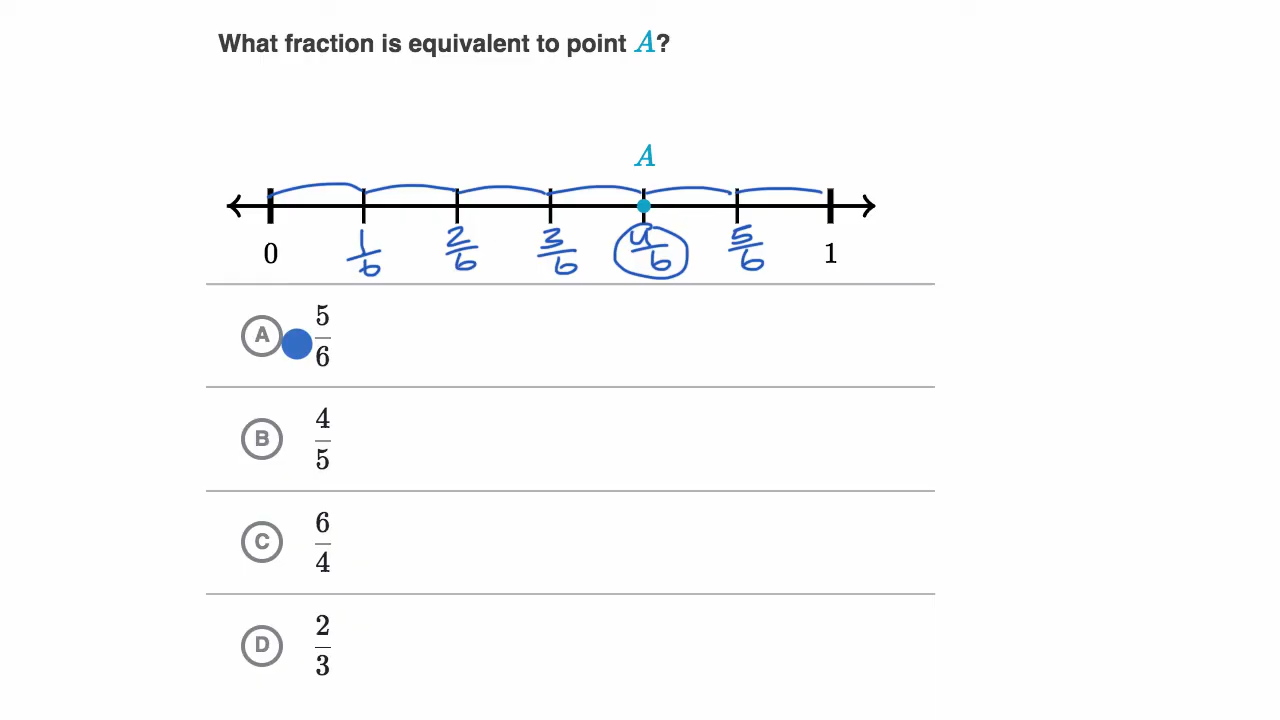 What fraction is equivalent to point A?
A
0 1/6 2/6 3/6 4/6 5/6 1
A 5/6
B 4/5
C 6/4
D 2/3